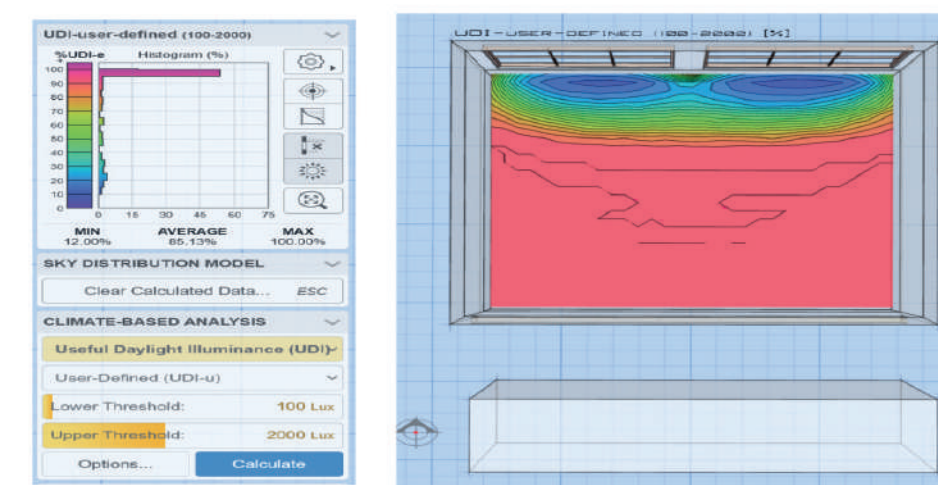 UDI-user-defined (100-2000)
%UDI-e Histogram (%)
100
90
80
70
60
50
40
30
20
10
0
0 15 30 45 60 75
MIN AVERAGE MAX
12.00% 85.13% 100.00%
SKY DISTRIBUTION MODEL
Clear Calculated Data... ESC
CLIMATE-BASED ANALYSIS
Useful Daylight Illuminance (UDI)
User-Defined (UDI-u)
Lower Threshold: 100 Lux
Upper Threshold: 2000 Lux
Options... Calculate
UDI-USER-DEFINED (100-2000) [%]